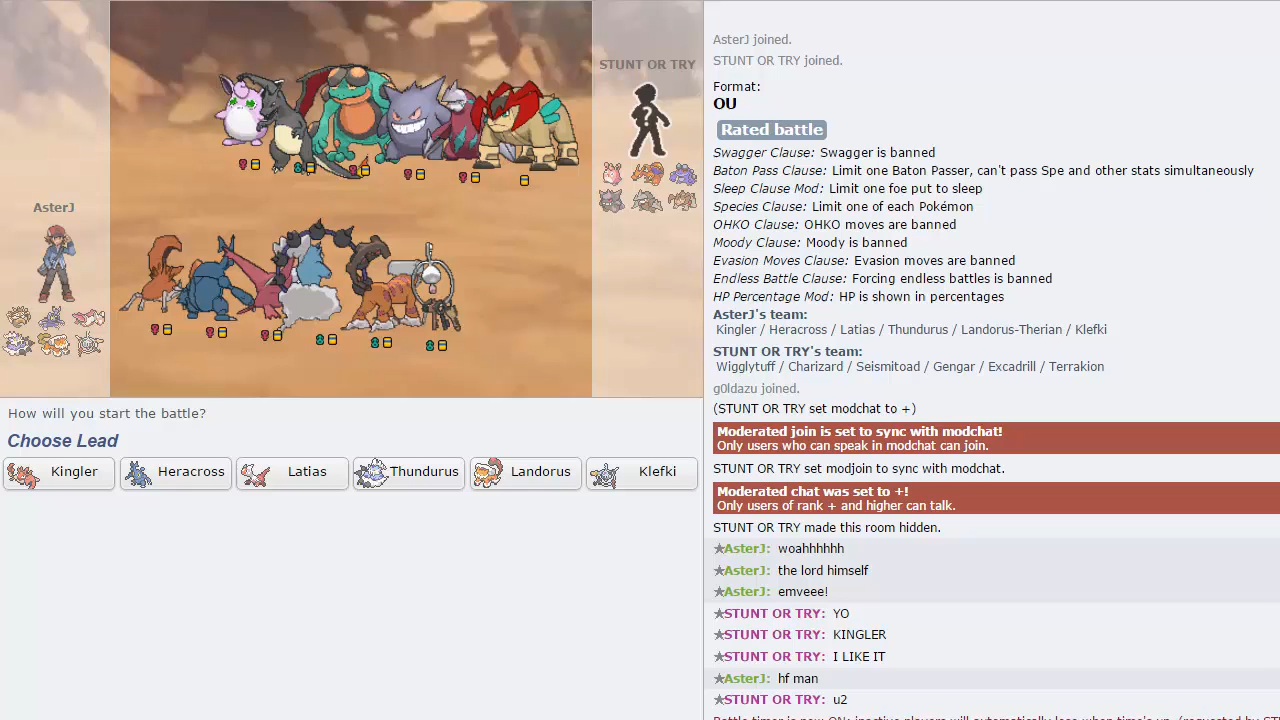 STUNT OR TRY
AsterJ
How will you start the battle?
Choose Lead
Kingler
Heracross
Latias
Thundurus
Landorus
Klefki
AsterJ joined.
STUNT OR TRY joined.
Format:
OU
Rated battle
Swagger Clause: Swagger is banned
Baton Pass Clause: Limit one Baton Passer, can't pass Spe and other stats simultaneously
Sleep Clause Mod: Limit one foe put to sleep
Species Clause: Limit one of each Pokémon
OHKO Clause: OHKO moves are banned
Moody Clause: Moody is banned
Evasion Moves Clause: Evasion moves are banned
Endless Battle Clause: Forcing endless battles is banned
HP Percentage Mod: HP is shown in percentages
AsterJ's team:
Kingler / Heracross / Latias / Thundurus / Landorus-Therian / Klefki
STUNT OR TRY's team:
Wigglytuff / Charizard / Seismitoad / Gengar / Excadrill / Terrakion
g0ldazu joined.
(STUNT OR TRY set modchat to +)
Moderated join is set to sync with modchat!
Only users who can speak in modchat can join.
STUNT OR TRY set modjoin to sync with modchat.
Moderated chat was set to +!
Only users of rank + and higher can talk.
STUNT OR TRY made this room hidden.
★AsterJ: woahhhhhh
★AsterJ: the lord himself
★AsterJ: emveee!
★STUNT OR TRY: YO
★STUNT OR TRY: KINGLER
★STUNT OR TRY: I LIKE IT
★AsterJ: hf man
★STUNT OR TRY: u2